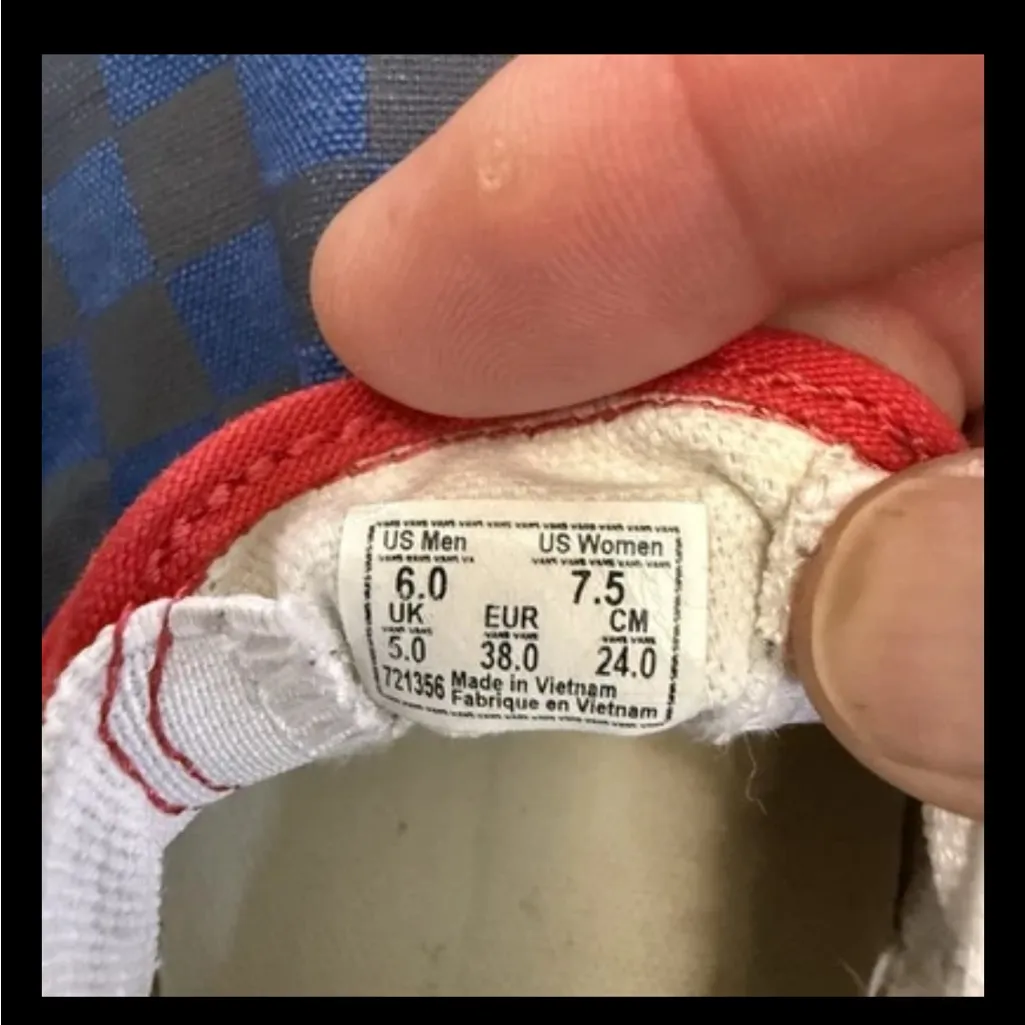 US Men US Women
6.0 7.5
UK EUR CM
5.0 38.0 24.0
721356 Made in Vietnam
Fabrique en Vietnam